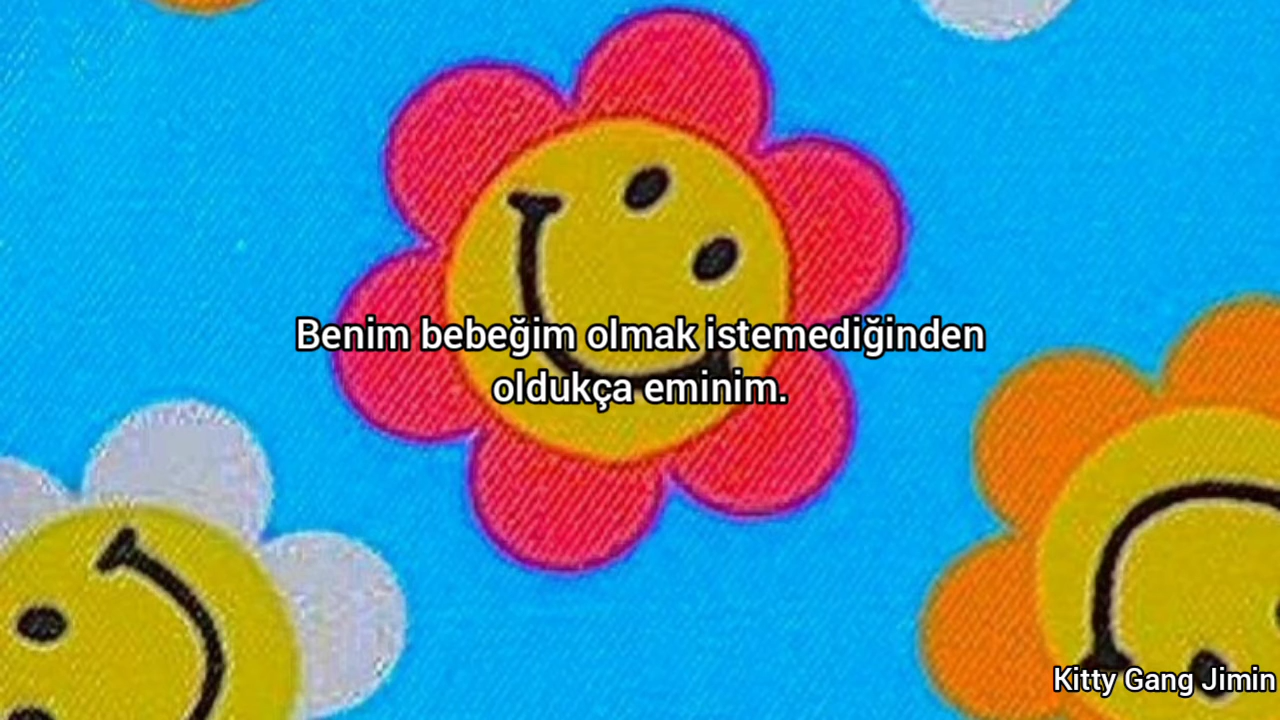 Benim bebeğim olmak istemediğinden
oldukça eminim.
Kitty Gang Jimin